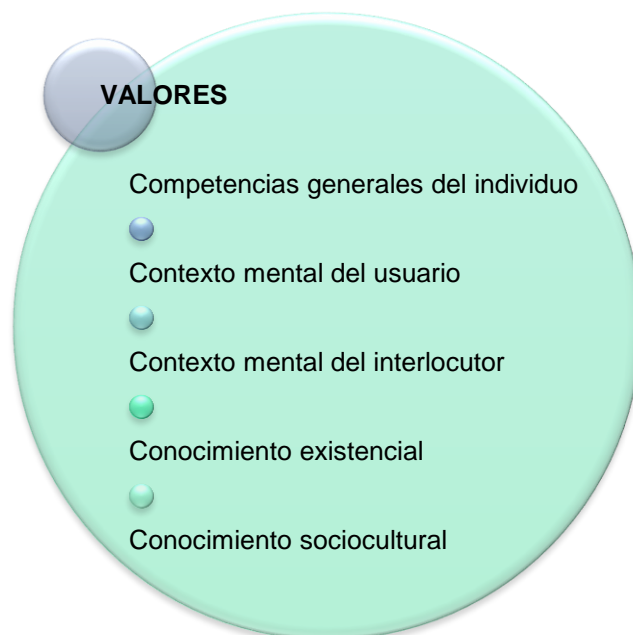 VALORES
Competencias generales del individuo
Contexto mental del usuario
Contexto mental del interlocutor
Conocimiento existencial
Conocimiento sociocultural